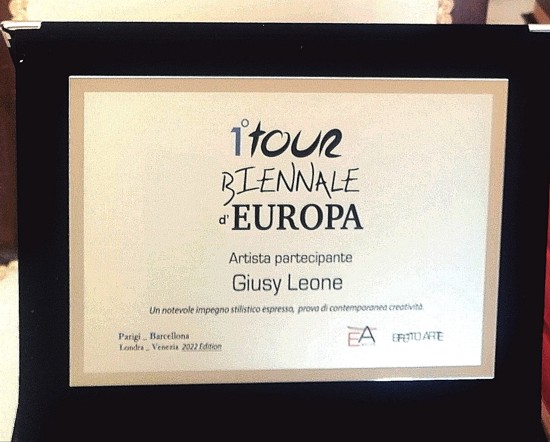 1° tour
BIENNALE
d' EUROPA
Artista partecipante
Giusy Leone
Un notevole impegno stilistico espresso, prova di contemporanea creatività.
Parigi _ Barcellona
Londra _ Venezia 2022 Edition
EA EFFETTO ARTE